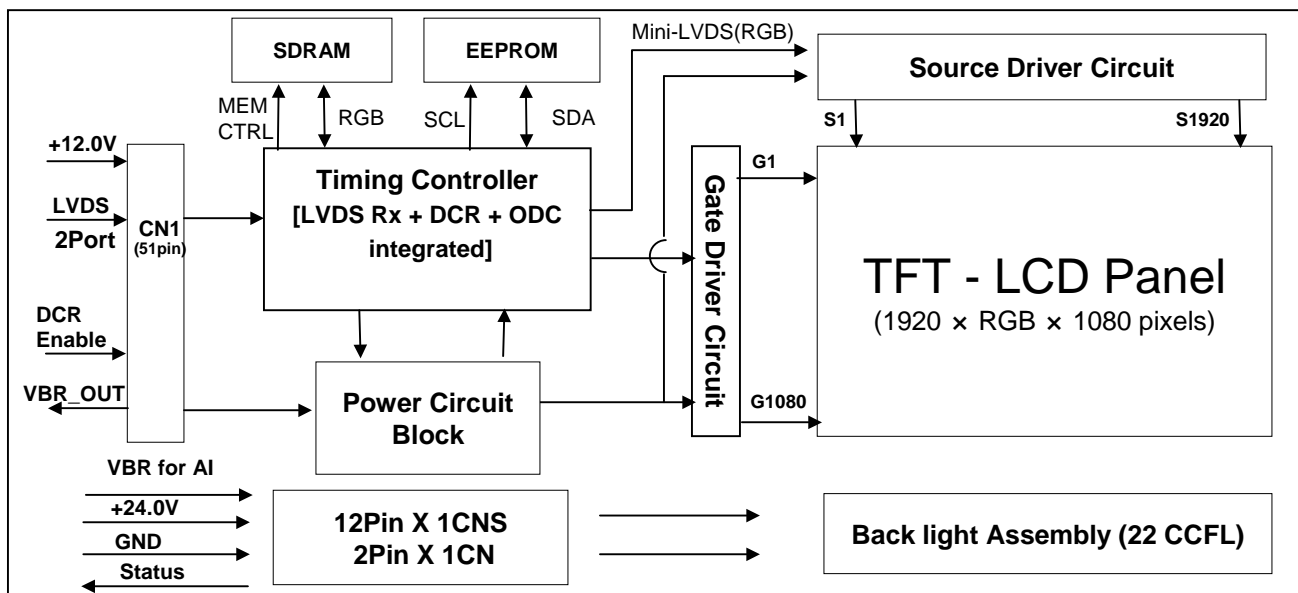 SDRAM
EEPROM
Mini-LVDS(RGB)
Source Driver Circuit
MEM
CTRL
RGB
SCL
SDA
S1
S1920
+12.0V
LVDS
2Port
CN1
(51pin)
DCR
Enable
VBR_OUT
Timing Controller
[LVDS Rx + DCR + ODC
integrated]
Gate Driver Circuit
G1
G1080
TFT - LCD Panel
(1920 × RGB × 1080 pixels)
Power Circuit
Block
VBR for AI
+24.0V
GND
Status
12Pin X 1CNS
2Pin X 1CN
Back light Assembly (22 CCFL)